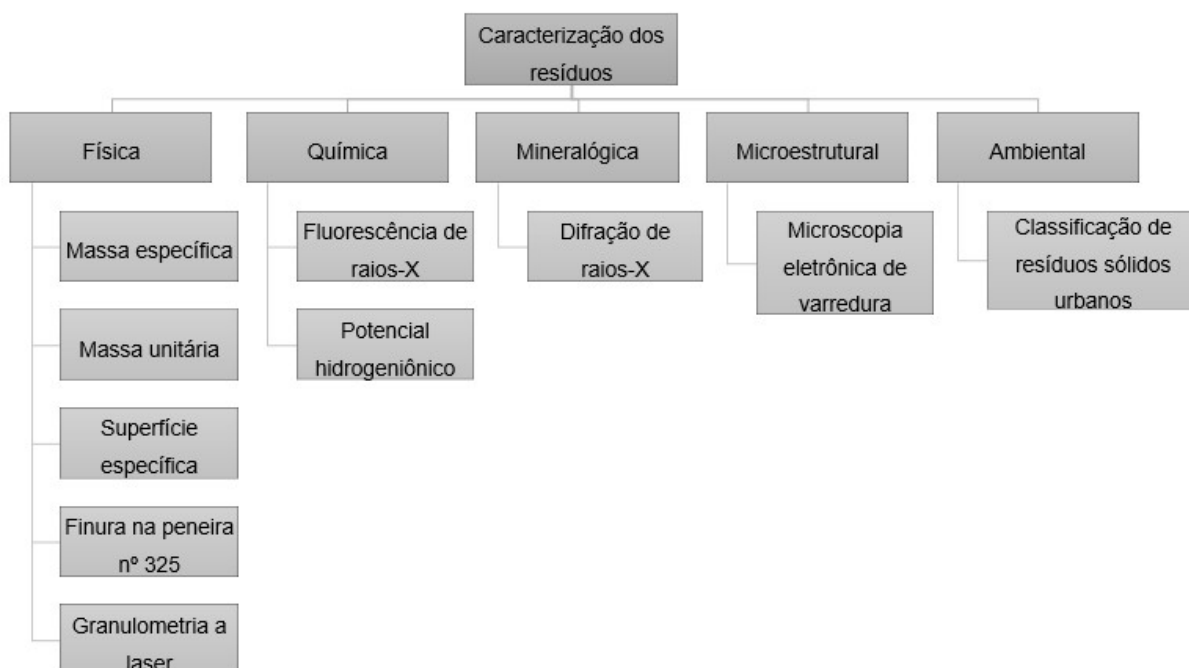 Caracterização dos
resíduos
Física
Química
Mineralógica
Microestrutural
Ambiental
Massa específica
Massa unitária
Superfície
específica
Finura na peneira
nº 325
Granulometria a
laser
Fluorescência de
raios-X
Potencial
hidrogeniônico
Difração de
raios-X
Microscopia
eletrônica de
varredura
Classificação de
resíduos sólidos
urbanos